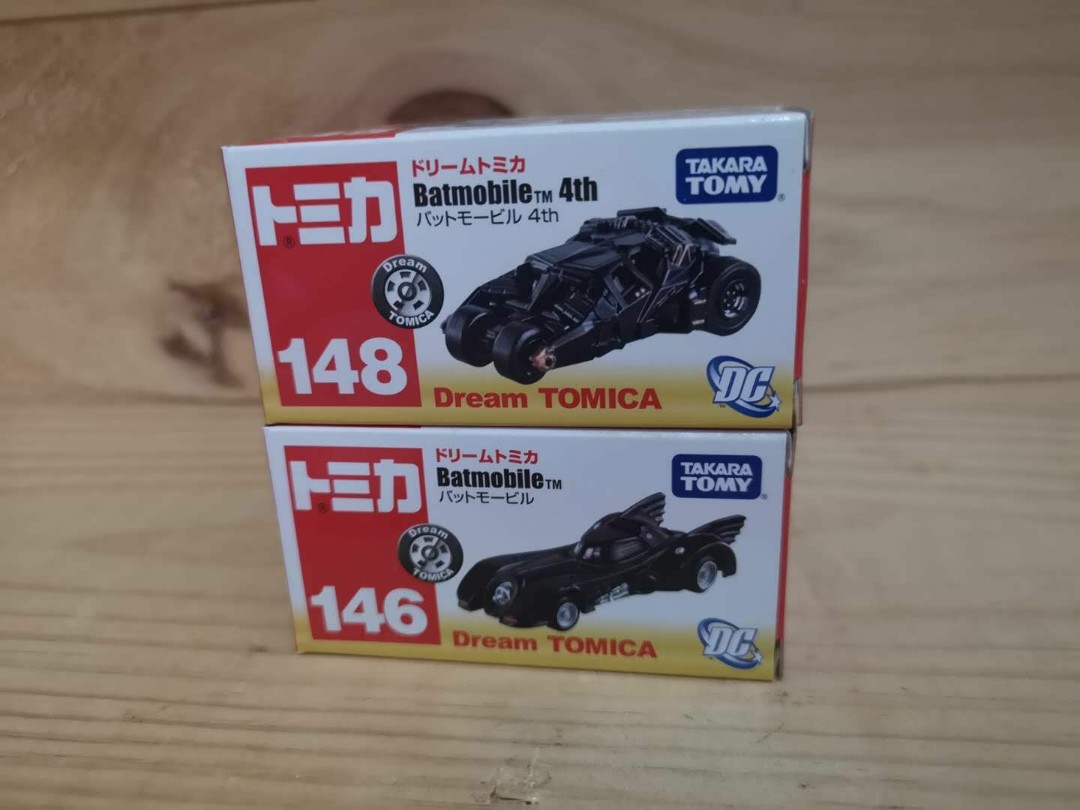 トミカ
®
ドリームトミカ
Batmobile™ 4th
バットモービル 4th
TAKARA
TOMY
®
Dream
TOMICA
148
Dream TOMICA
DC
™
トミカ
®
ドリームトミカ
Batmobile™
バットモービル
TAKARA
TOMY
®
Dream
TOMICA
146
Dream TOMICA
DC